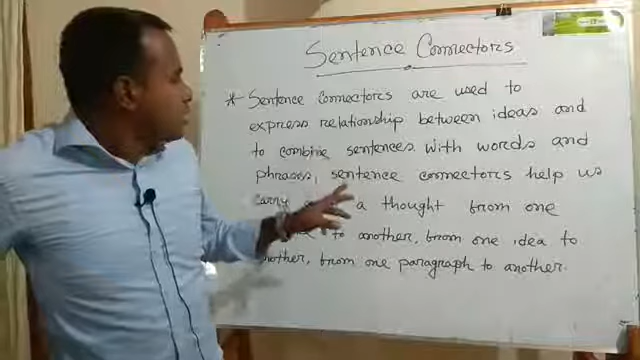 Sentence Connectors
* Sentence Connectors are used to
express relationship between ideas and
to combine sentences with words and
phrases, sentence connectors help us
carry a thought from one
to another, from one idea to
another, from one paragraph to another.